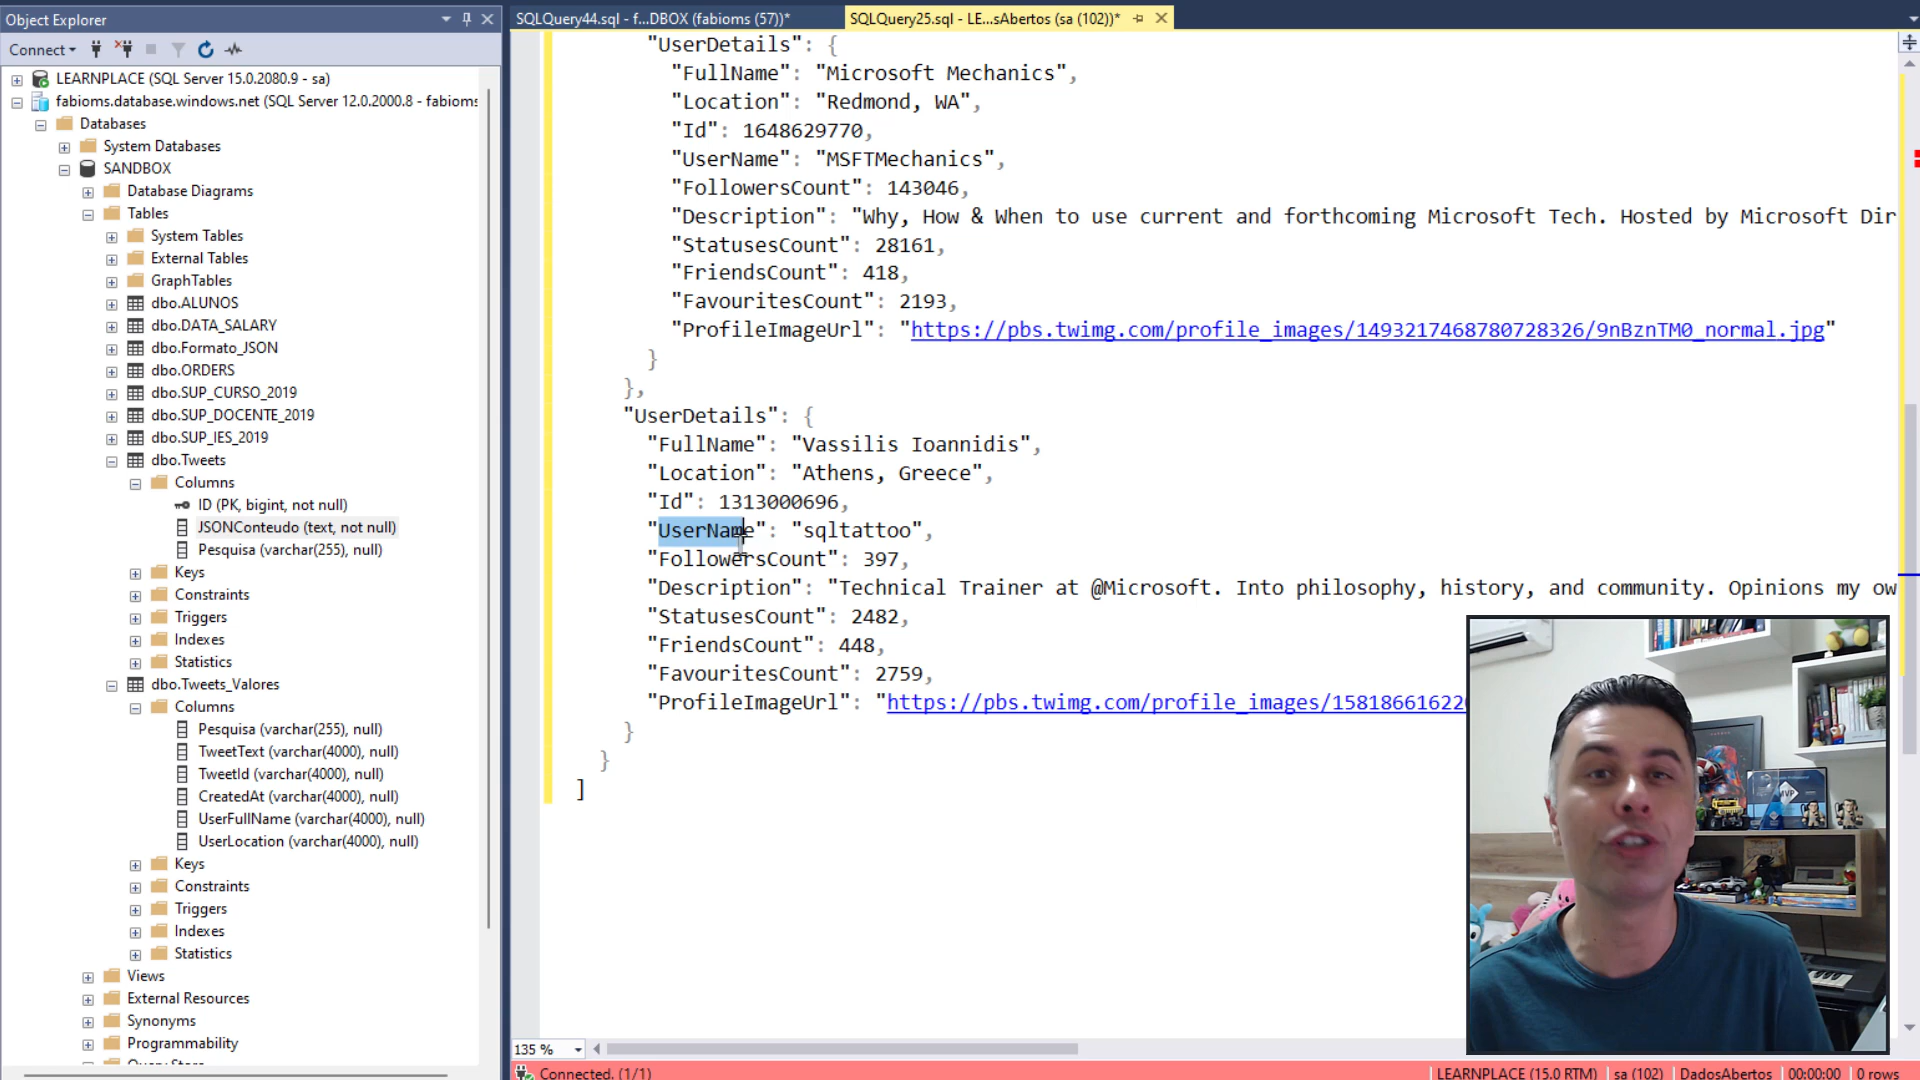 Object Explorer
Connect
LEARNPLACE (SQL Server 15.0.2080.9 - sa)
fabioms.database.windows.net (SQL Server 12.0.2000.8 - fabioms
Databases
System Databases
SANDBOX
Database Diagrams
Tables
System Tables
External Tables
GraphTables
dbo.ALUNOS
dbo.DATA_SALARY
dbo.Formato_JSON
dbo.ORDERS
dbo.SUP_CURSO_2019
dbo.SUP_DOCENTE_2019
dbo.SUP_IES_2019
dbo.Tweets
Columns
ID (PK, bigint, not null)
JSONConteudo (text, not null)
Pesquisa (varchar(255), null)
Keys
Constraints
Triggers
Indexes
Statistics
dbo.Tweets_Valores
Columns
Pesquisa (varchar(255), null)
TweetText (varchar(4000), null)
TweetId (varchar(4000), null)
CreatedAt (varchar(4000), null)
UserFullName (varchar(4000), null)
UserLocation (varchar(4000), null)
Keys
Constraints
Triggers
Indexes
Statistics
Views
External Resources
Synonyms
Programmability
SQLQuery44.sql - f...DBOX (fabioms (57))*
SQLQuery25.sql - LE...sAbertos (sa (102))*
"UserDetails": {
"FullName": "Microsoft Mechanics",
"Location": "Redmond, WA",
"Id": 1648629770,
"UserName": "MSFTMechanics",
"FollowersCount": 143046,
"Description": "Why, How & When to use current and forthcoming Microsoft Tech. Hosted by Microsoft Dir
"StatusesCount": 28161,
"FriendsCount": 418,
"FavouritesCount": 2193,
"ProfileImageUrl": "https://pbs.twimg.com/profile_images/1493217468780728326/9nBznTM0_normal.jpg"
}
},
"UserDetails": {
"FullName": "Vassilis Ioannidis",
"Location": "Athens, Greece",
"Id": 1313000696,
"UserName": "sqltattoo",
"FollowersCount": 397,
"Description": "Technical Trainer at @Microsoft. Into philosophy, history, and community. Opinions my ow
"StatusesCount": 2482,
"FriendsCount": 448,
"FavouritesCount": 2759,
"ProfileImageUrl": "https://pbs.twimg.com/profile_images/158186616226
}
}
]
MVP
135 %
Connected. (1/1)
LEARNPLACE (15.0 RTM)
sa (102)
DadosAbertos
00:00:00
0 rows